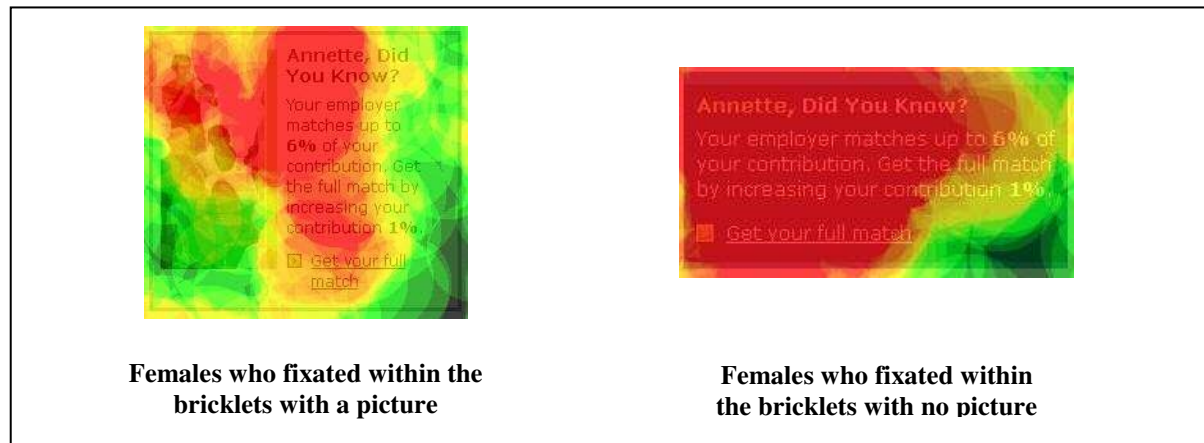 Annette, Did
You Know?
Your employer
matches up to
6% of your
contribution. Get
the full match by
increasing your
contribution 1%.
Get your full
match
Females who fixated within the
bricklets with a picture
Annette, Did You Know?
Your employer matches up to 6% of
your contribution. Get the full match
by increasing your contribution 1%.
Get your full match
Females who fixated within
the bricklets with no picture